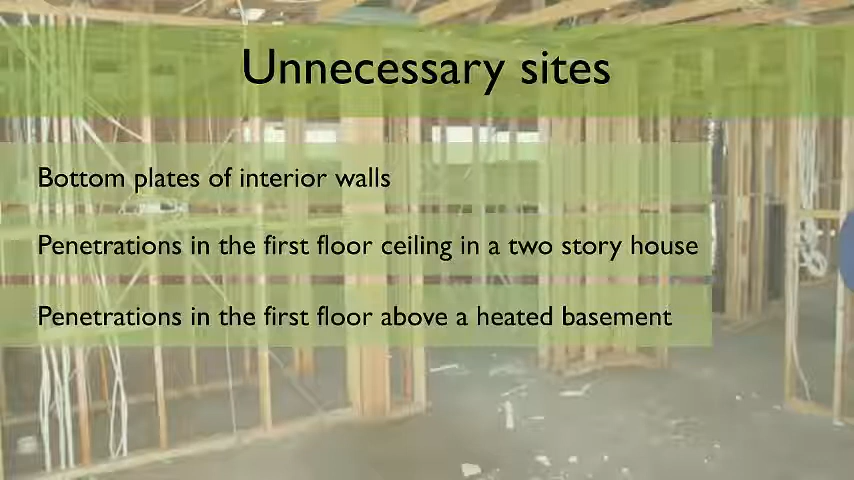 Unnecessary sites
Bottom plates of interior walls
Penetrations in the first floor ceiling in a two story house
Penetrations in the first floor above a heated basement